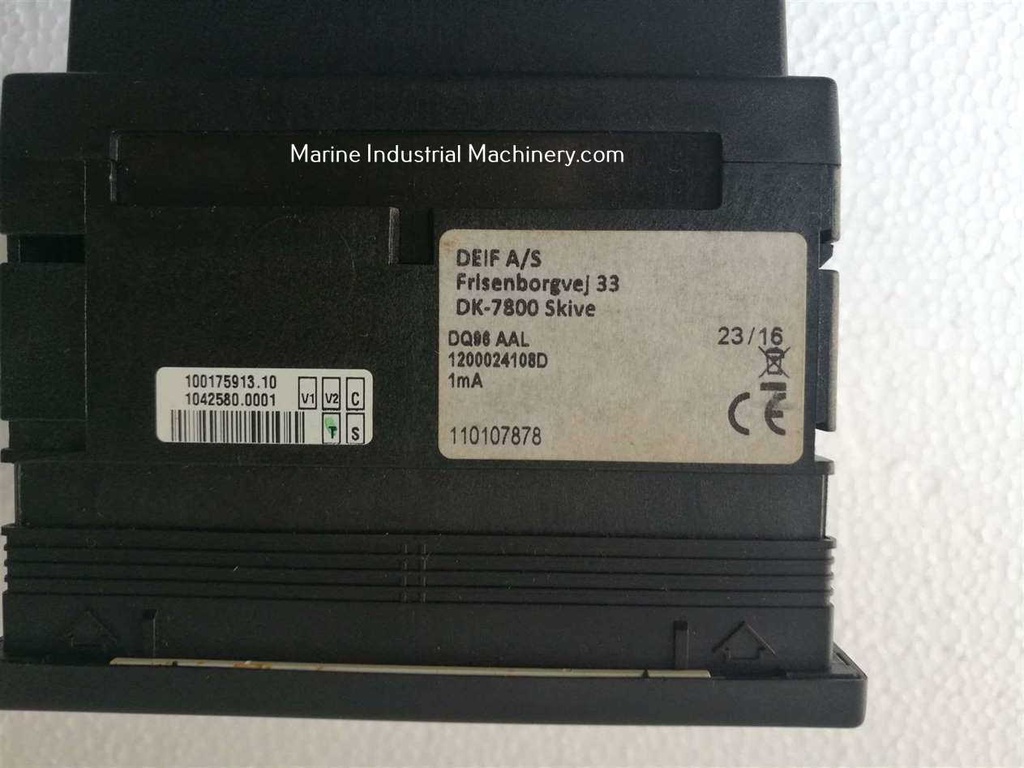 Marine Industrial Machinery.com
DEIF A/S
Frisenborgvej 33
DK-7800 Skive
DQ96 AAL
23/16
1200024108D
1mA
CE
110107878
100175913.10
1042580.0001
V1 V2 C
T S